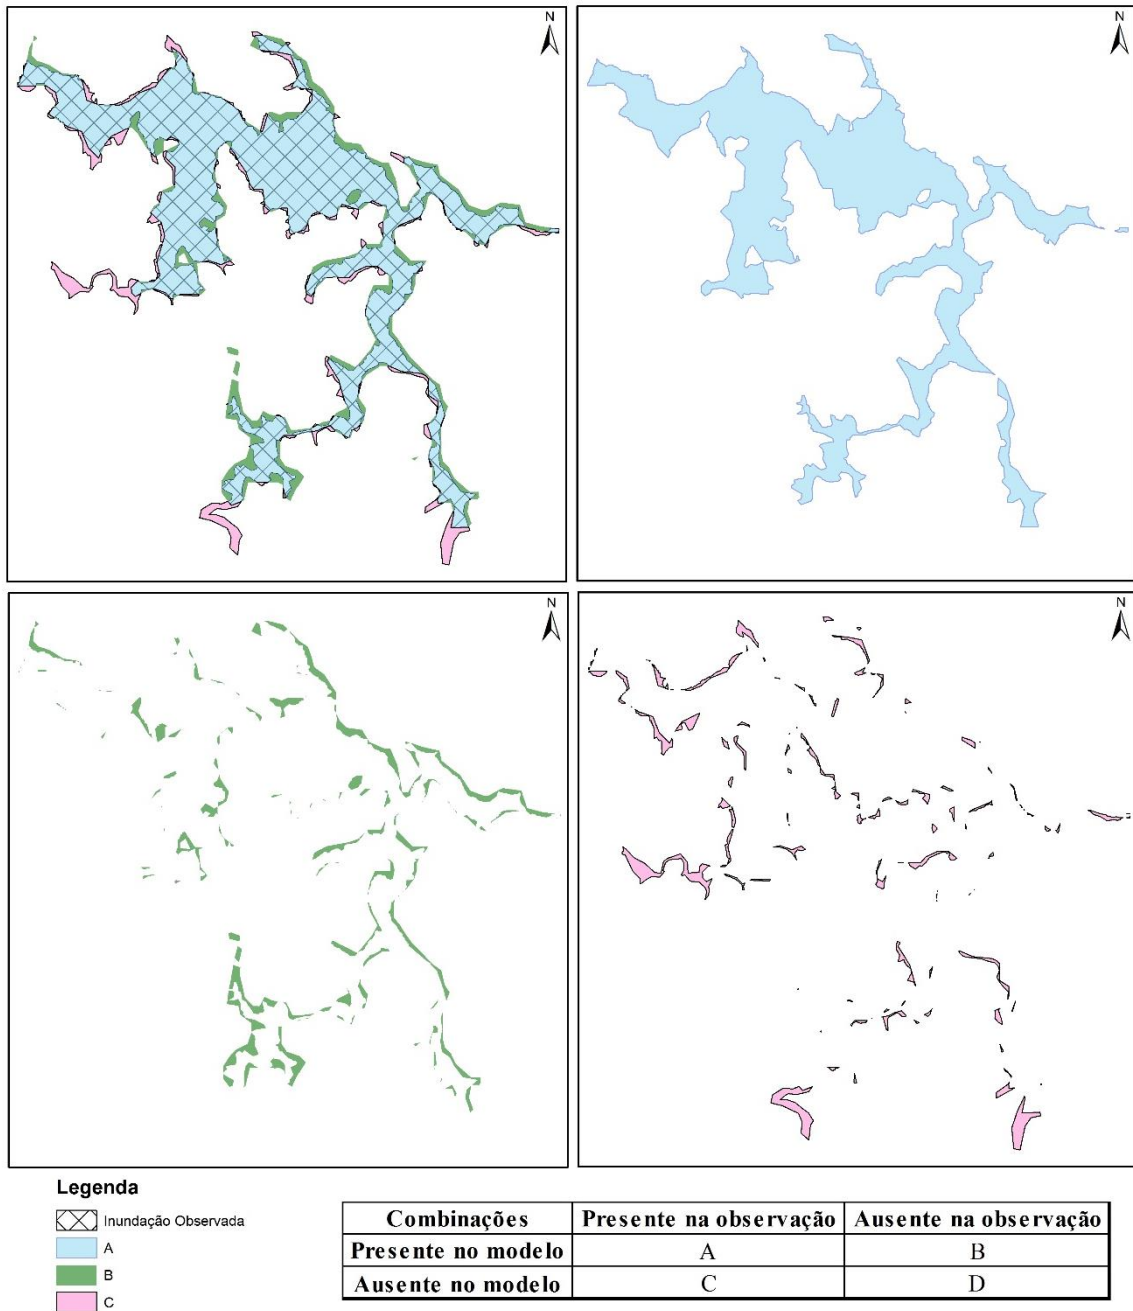 N
N
N
N
Legenda
Inundação Observada
A
B
C
Combinações Presente na observação Ausente na observação
Presente no modelo A B
Ausente no modelo C D